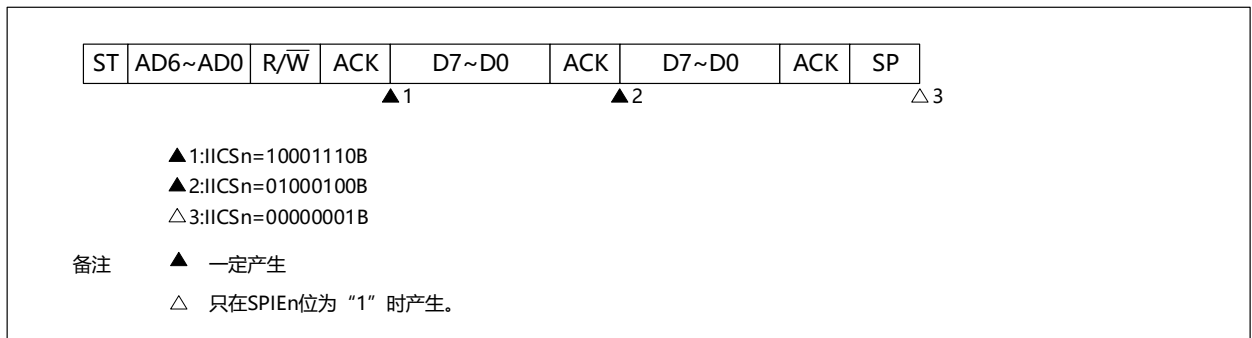 ST AD6~AD0 R/W̅ ACK D7~D0 ACK D7~D0 ACK SP
▲1 ▲2 △3
▲1:IICSn=10001110B
▲2:IICSn=01000100B
△3:IICSn=00000001B
备注 ▲ 一定产生
△ 只在SPIEn位为“1”时产生。